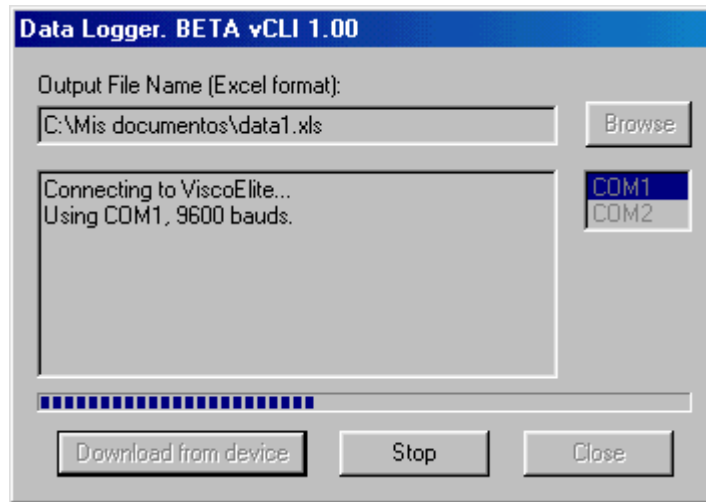 Data Logger. BETA vCLI 1.00
Output File Name (Excel format):
C:\Mis documentos\data1.xls
Browse
Connecting to ViscoElite...
Using COM1, 9600 bauds.
COM1
COM2
Download from device
Stop
Close